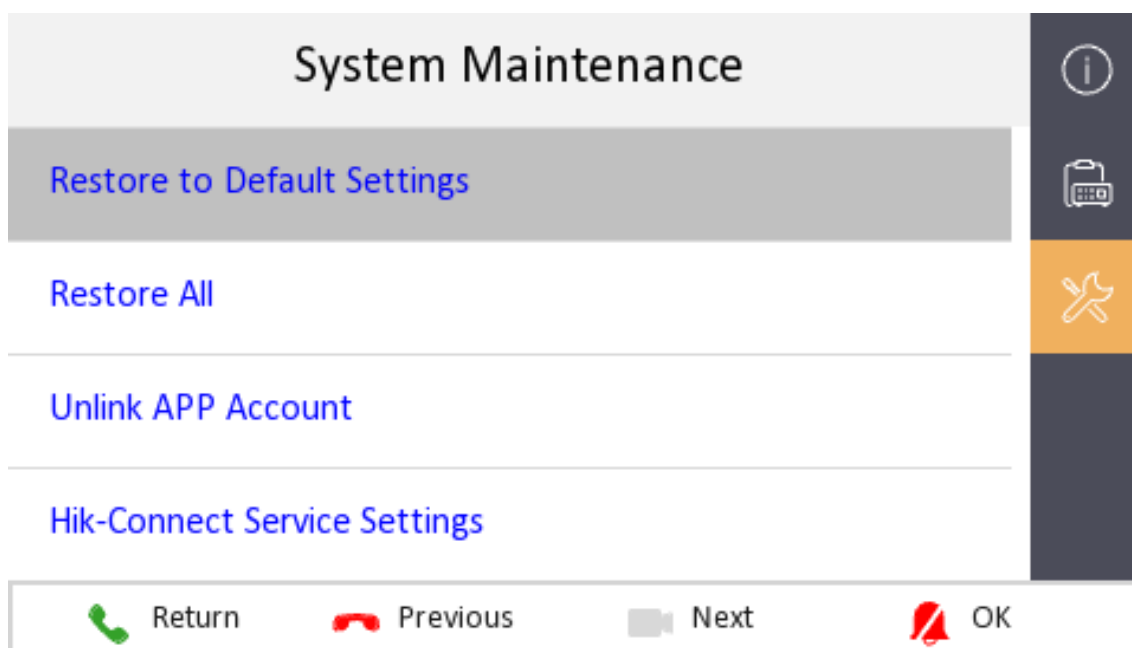 System Maintenance
Restore to Default Settings
Restore All
Unlink APP Account
Hik-Connect Service Settings
Return Previous Next OK